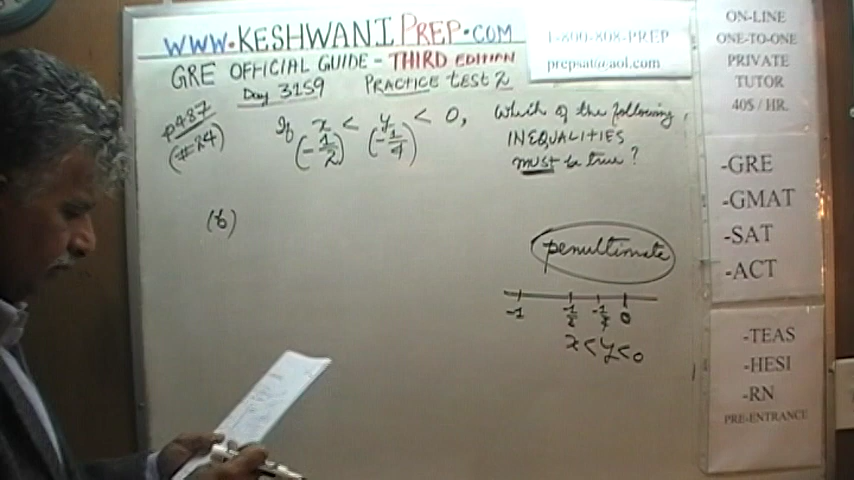 WWW.KESHWANIPREP.COM
GRE OFFICIAL GUIDE - THIRD EDITION
Day 3159 PRACTICE test 2
p487
(#24)
If x < y < 0, Which of the following
(-1/2) (-1/4)
INEQUALITIES
must be true?
(b)
penultimate
-1 -1/2 -1/4 0
x < y < 0
1-800-808-PREP
prepsat@aol.com
ON-LINE
ONE-TO-ONE
PRIVATE
TUTOR
40$ / HR.
-GRE
-GMAT
-SAT
-ACT
-TEAS
-HESI
-RN
PRE-ENTRANCE